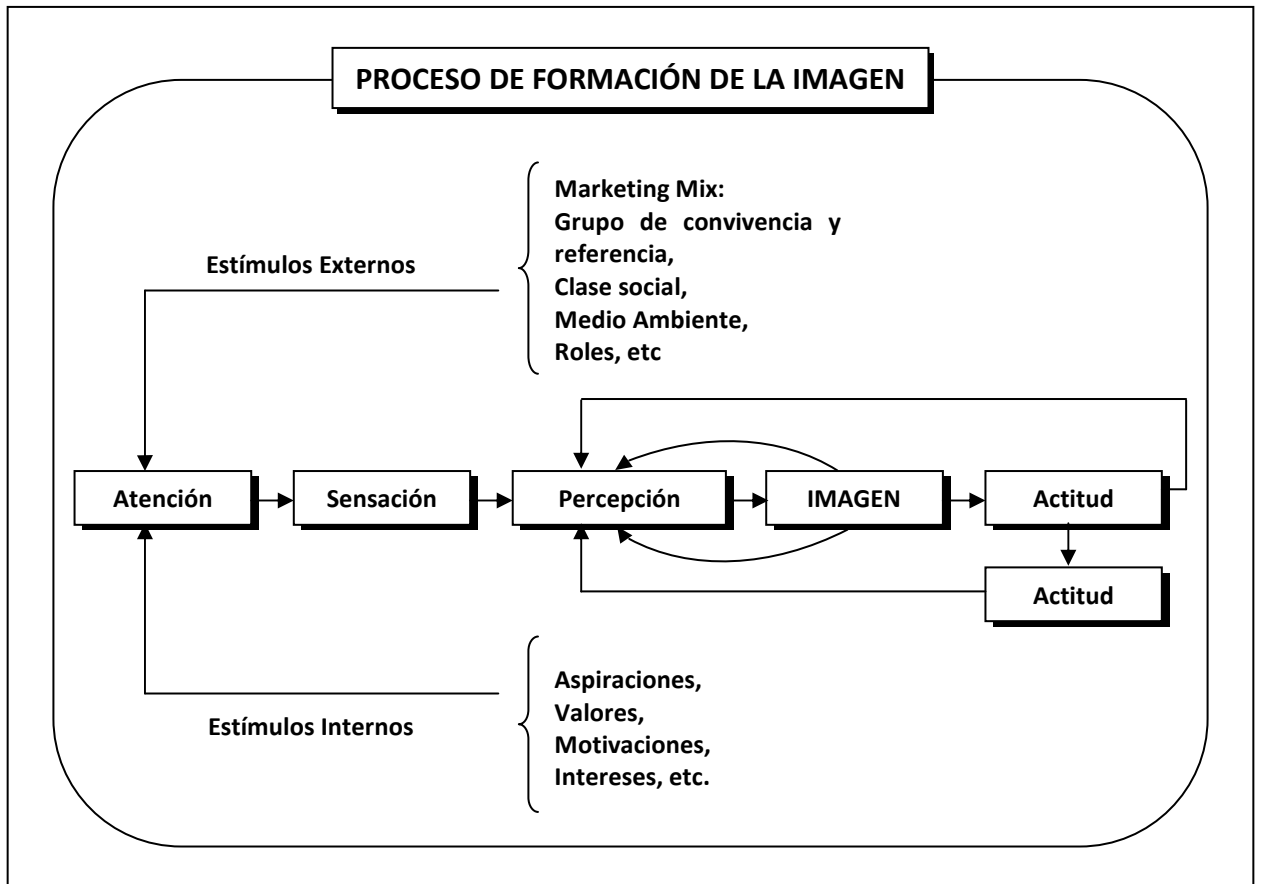 PROCESO DE FORMACIÓN DE LA IMAGEN
Marketing Mix:
Grupo de convivencia y
referencia,
Clase social,
Medio Ambiente,
Roles, etc
Estímulos Externos
Atención
Sensación
Percepción
IMAGEN
Actitud
Actitud
Estímulos Internos
Aspiraciones,
Valores,
Motivaciones,
Intereses, etc.